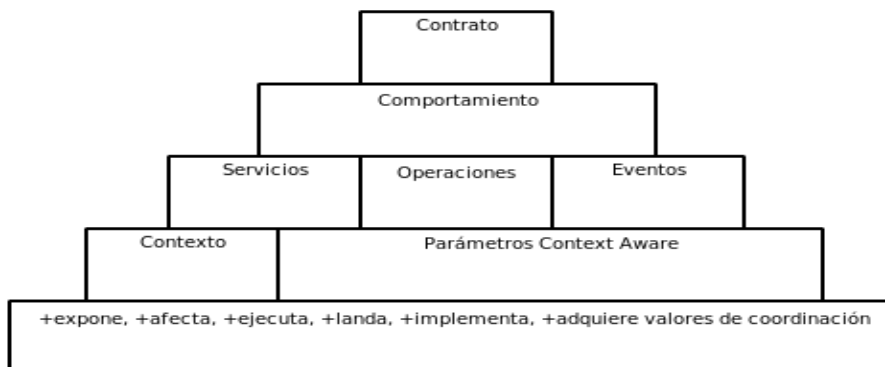 Contrato
Comportamiento
Servicios Operaciones Eventos
Contexto Parámetros Context Aware
+expone, +afecta, +ejecuta, +landa, +implementa, +adquiere valores de coordinación